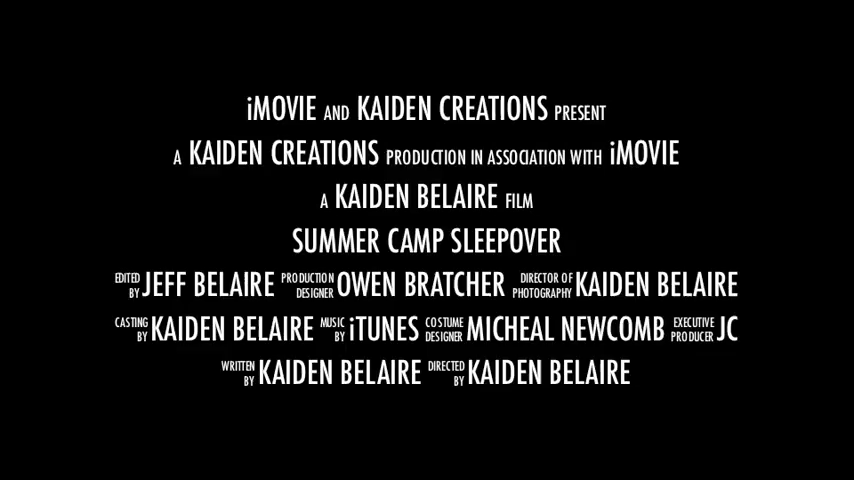 iMOVIE AND KAIDEN CREATIONS PRESENT
A KAIDEN CREATIONS PRODUCTION IN ASSOCIATION WITH iMOVIE
A KAIDEN BELAIRE FILM
SUMMER CAMP SLEEPOVER
EDITED BY JEFF BELAIRE PRODUCTION DESIGNER OWEN BRATCHER DIRECTOR OF PHOTOGRAPHY KAIDEN BELAIRE
CASTING BY KAIDEN BELAIRE MUSIC BY iTUNES COSTUME DESIGNER MICHEAL NEWCOMB EXECUTIVE PRODUCER JC
WRITTEN BY KAIDEN BELAIRE DIRECTED BY KAIDEN BELAIRE